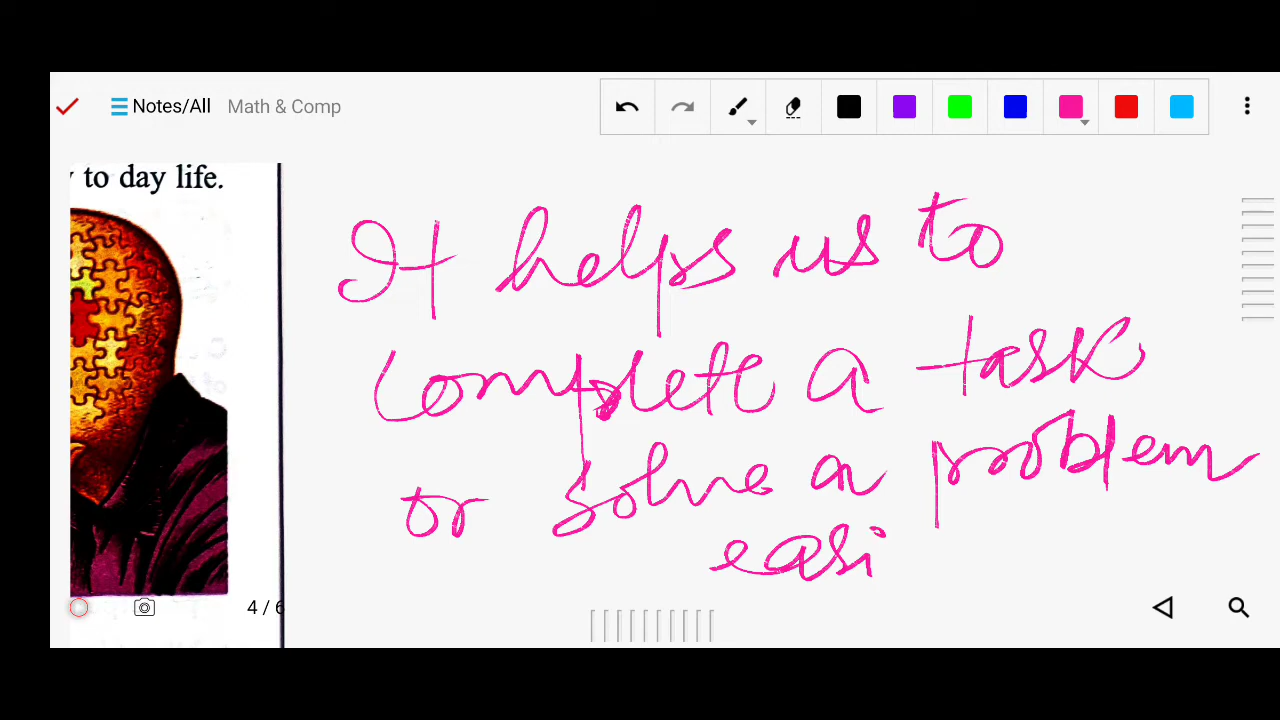 Notes/All Math & Comp
to day life.
It helps us to
complete a task
or solve a problem
easi
4 / 6